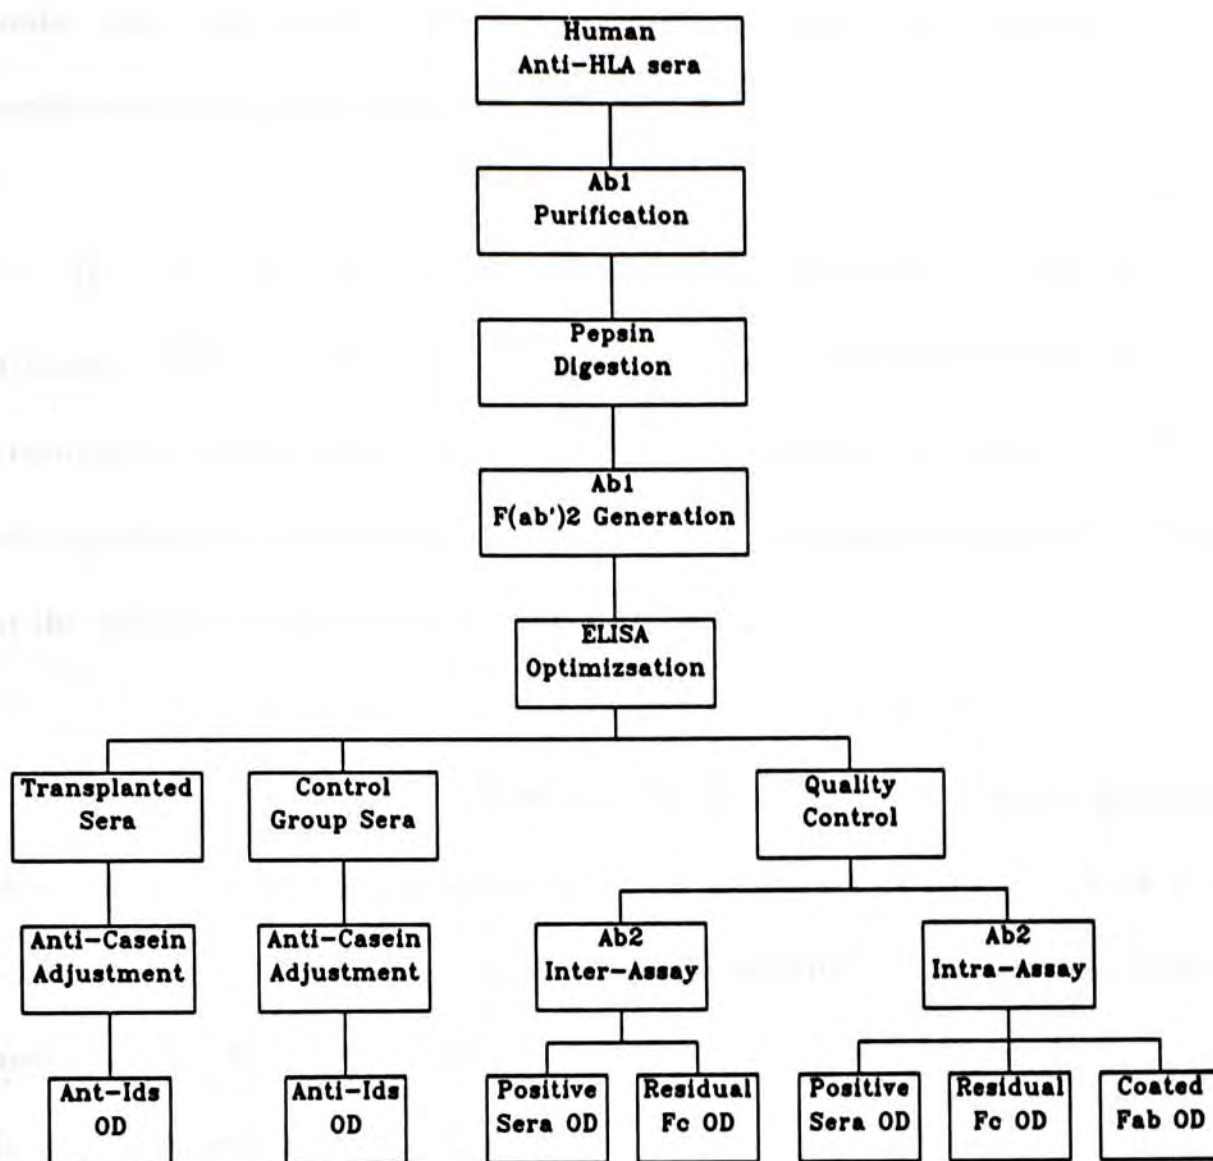 Human
Anti-HLA sera
Ab1
Purification
Pepsin
Digestion
Ab1
F(ab')2 Generation
ELISA
Optimizsation
Transplanted
Sera
Control
Group Sera
Quality
Control
Anti-Casein
Adjustment
Anti-Casein
Adjustment
Ab2
Inter-Assay
Ab2
Intra-Assay
Ant-Ids
OD
Anti-Ids
OD
Positive
Sera OD
Residual
Fc OD
Positive
Sera OD
Residual
Fc OD
Coated
Fab OD